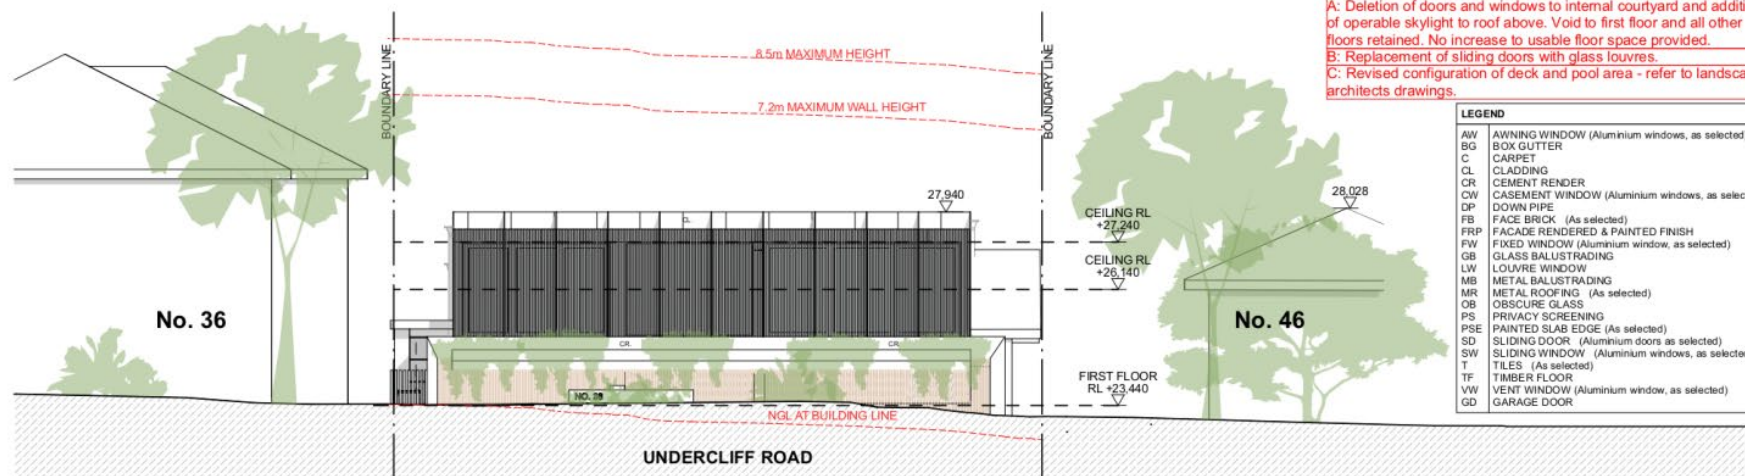 A: Deletion of doors and windows to internal courtyard and additi
of operable skylight to roof above. Void to first floor and all other
floors retained. No increase to usable floor space provided.
B: Replacement of sliding doors with glass louvres.
C: Revised configuration of deck and pool area - refer to landsca
architects drawings.
BOUNDARY LINE
8.5m MAXIMUM HEIGHT
7.2m MAXIMUM WALL HEIGHT
BOUNDARY LINE
LEGEND
AW AWNING WINDOW (Aluminium windows, as selected
BG BOX GUTTER
C CARPET
CL CLADDING
CR CEMENT RENDER
CW CASEMENT WINDOW (Aluminium windows, as selec
DP DOWN PIPE
FB FACE BRICK (As selected)
FRP FACADE RENDERED & PAINTED FINISH
FW FIXED WINDOW (Aluminium window, as selected)
GB GLASS BALUSTRADING
LW LOUVRE WINDOW
MB METAL BALUSTRADING
MR METAL ROOFING (As selected)
OB OBSCURE GLASS
PS PRIVACY SCREENING
PSE PAINTED SLAB EDGE (As selected)
SD SLIDING DOOR (Aluminium doors as selected)
SW SLIDING WINDOW (Aluminium windows, as selecte
T TILES (As selected)
TF TIMBER FLOOR
VW VENT WINDOW (Aluminium window, as selected)
GD GARAGE DOOR
27.940
28.028
CL
CEILING RL
+27.240
CEILING RL
+26.140
No. 36
No. 46
CR
CR
FIRST FLOOR
RL +23.440
NO. 38
NGL AT BUILDING LINE
UNDERCLIFF ROAD